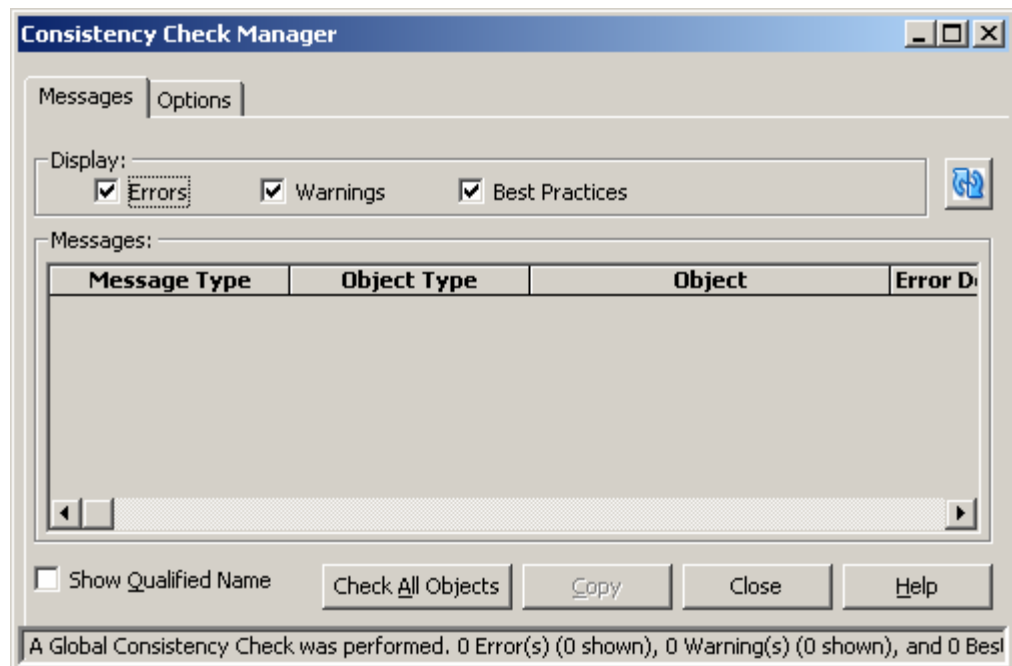 Consistency Check Manager
Messages Options
Display:
Errors Warnings Best Practices
Messages:
Message Type Object Type Object Error D
Show Qualified Name Check All Objects Copy Close Help
A Global Consistency Check was performed. 0 Error(s) (0 shown), 0 Warning(s) (0 shown), and 0 Best